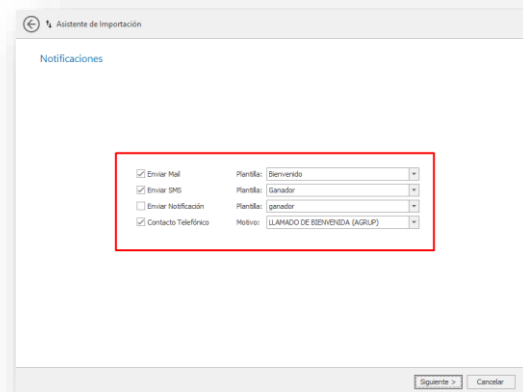 Asistente de Importación
Notificaciones
Enviar Mail Plantilla: Bienvenido
Enviar SMS Plantilla: Ganador
Enviar Notificación Plantilla: ganador
Contacto Telefónico Motivo: LLAMADO DE BIENVENIDA (AGRUP)
Siguiente > Cancelar